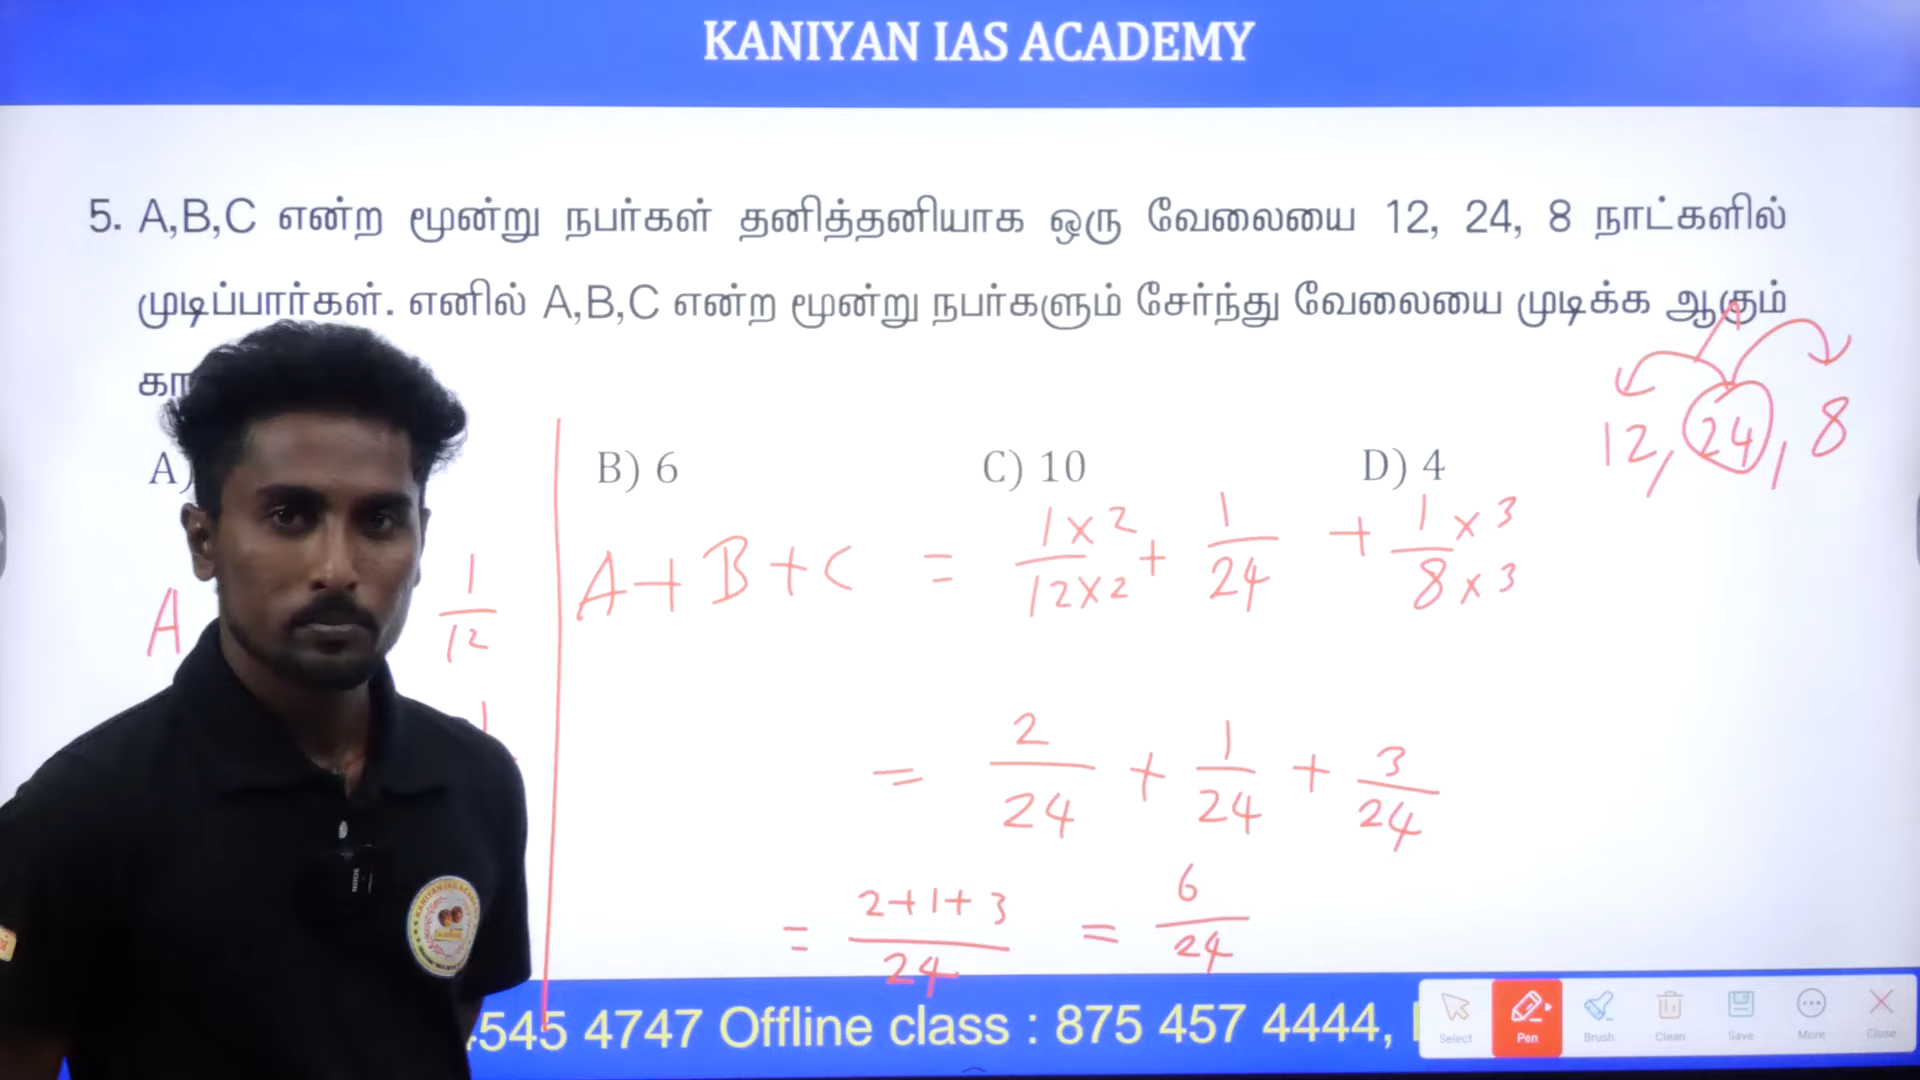 KANIYAN IAS ACADEMY
5. A,B,C என்ற மூன்று நபர்கள் தனித்தனியாக ஒரு வேலையை 12, 24, 8 நாட்களில்
முடிப்பார்கள். எனில் A,B,C என்ற மூன்று நபர்களும் சேர்ந்து வேலையை முடிக்க ஆகும்
12, 24, 8
A) B) 6 C) 10 D) 4
A 1/12
A+B+C = 1×2/12×2 + 1/24 + 1×3/8×3
= 2/24 + 1/24 + 3/24
= 2+1+3/24 = 6/24
545 4747 Offline class : 875 457 4444,
Select Pen Brush Clean Save More Close